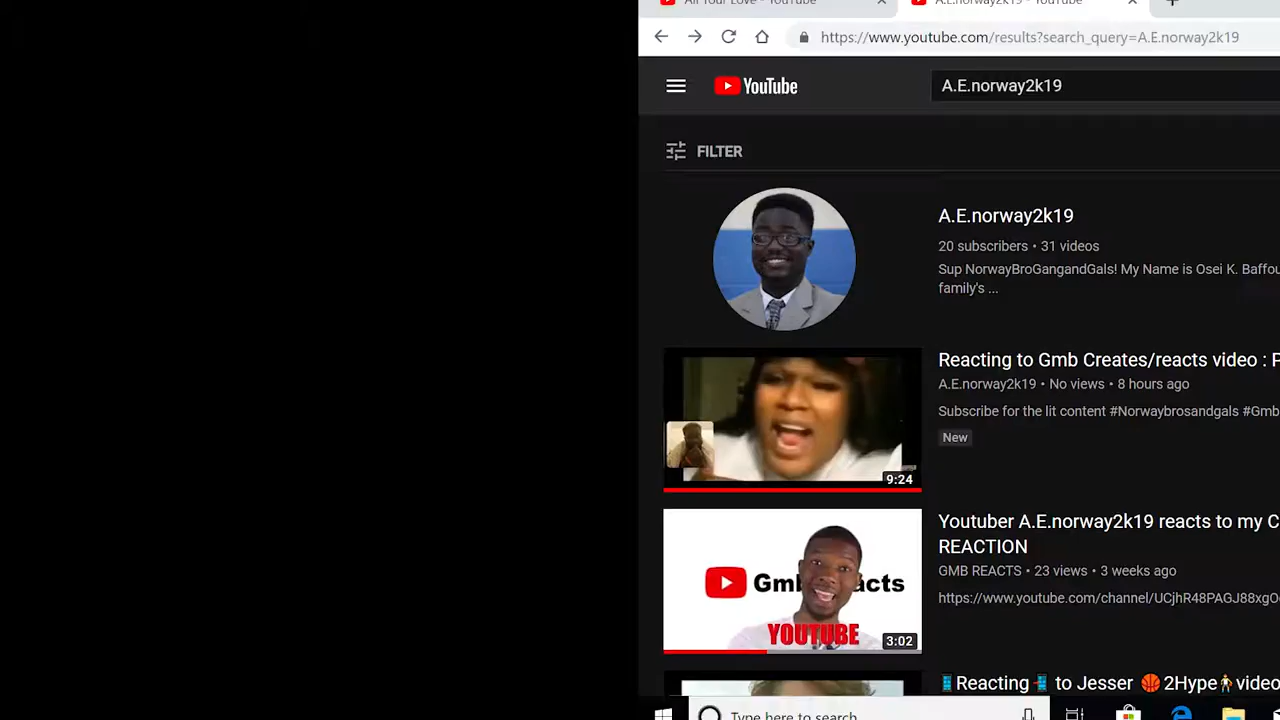 All Your Love - YouTube
A.E.norway2k19 - YouTube
https://www.youtube.com/results?search_query=A.E.norway2k19
YouTube
A.E.norway2k19
FILTER
A.E.norway2k19
20 subscribers • 31 videos
Sup NorwayBroGangandGals! My Name is Osei K. Baffou
family's ...
Reacting to Gmb Creates/reacts video : P
A.E.norway2k19 • No views • 8 hours ago
Subscribe for the lit content #Norwaybrosandgals #Gmb
New
9:24
Youtuber A.E.norway2k19 reacts to my C
REACTION
GMB REACTS • 23 views • 3 weeks ago
https://www.youtube.com/channel/UCjhR48PAGJ88xgO
Gmb acts
YOUTUBE
3:02
Reacting to Jesser 2Hype video
Type here to search